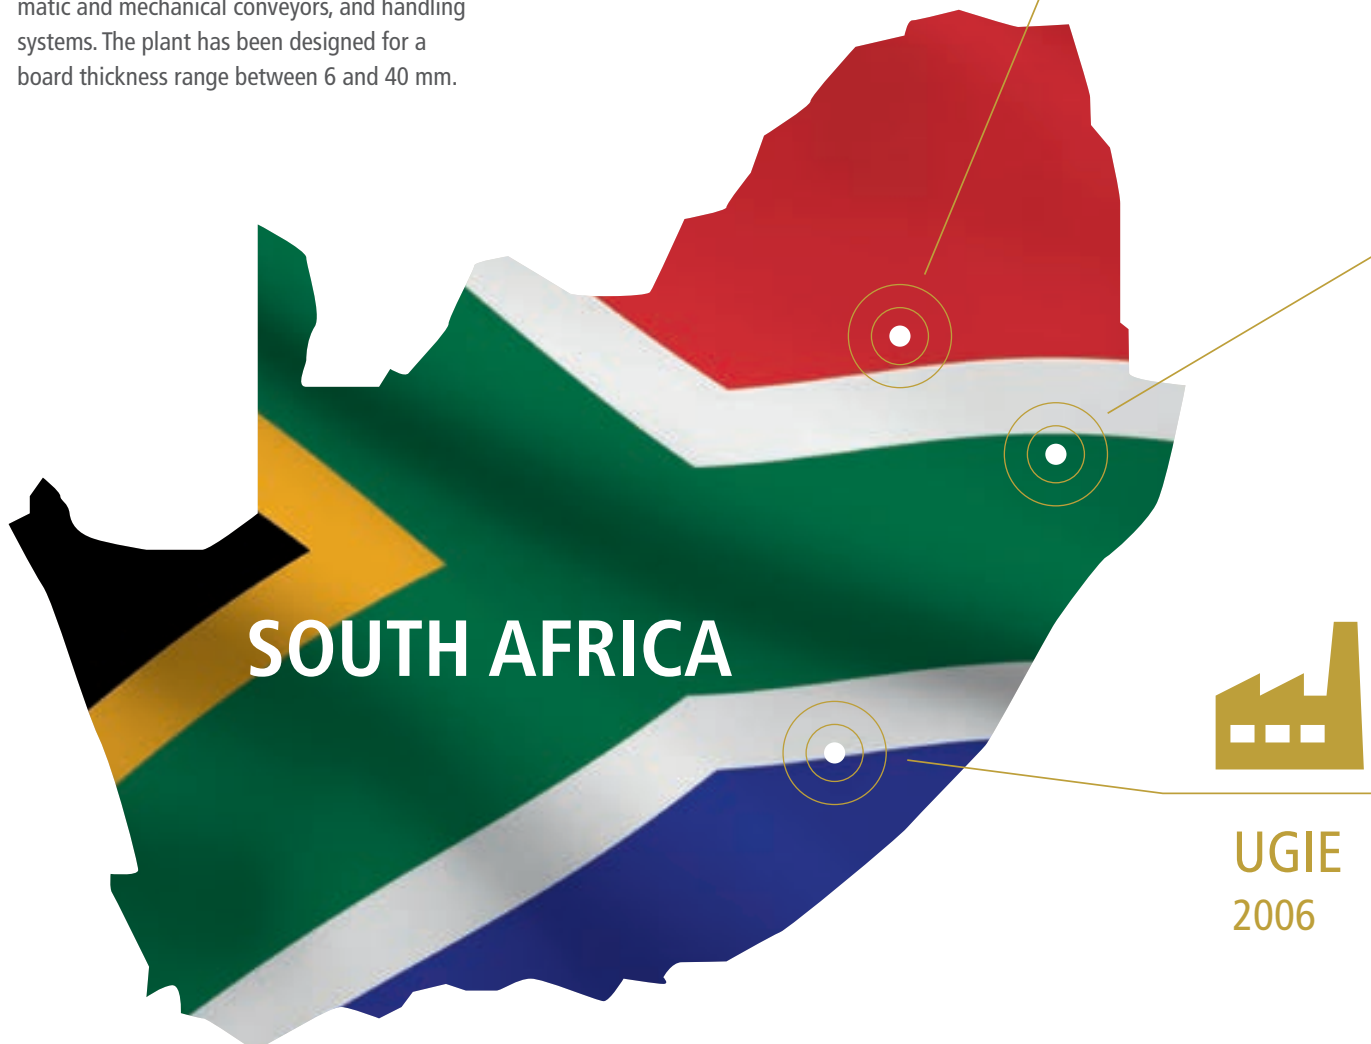 matic and mechanical conveyors, and handling
systems. The plant has been designed for a
board thickness range between 6 and 40 mm.
SOUTH AFRICA
UGIE
2006